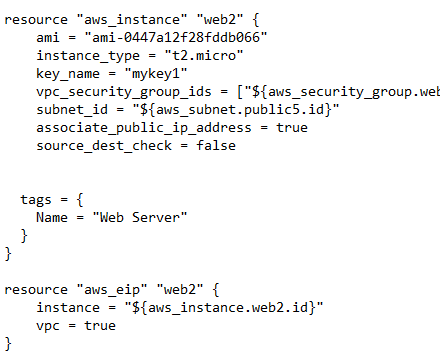 resource "aws_instance" "web2" {
    ami = "ami-0447a12f28fddb066"
    instance_type = "t2.micro"
    key_name = "mykey1"
    vpc_security_group_ids = ["${aws_security_group.web
    subnet_id = "${aws_subnet.public5.id}"
    associate_public_ip_address = true
    source_dest_check = false
  tags = {
    Name = "Web Server"
  }
}
resource "aws_eip" "web2" {
    instance = "${aws_instance.web2.id}"
    vpc = true
}